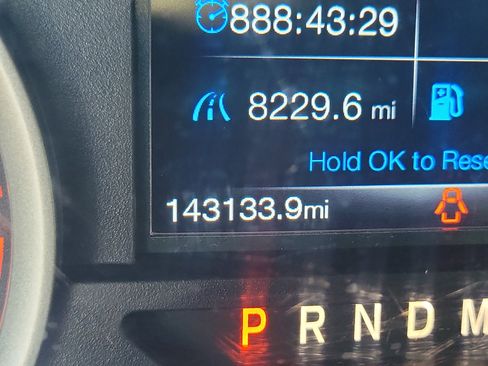 888:43:29
8229.6 mi
Hold OK to Rese
143133.9mi
P R N D M